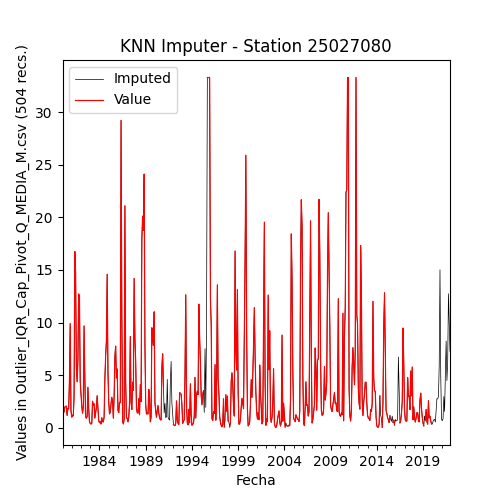 KNN Imputer - Station 25027080
Values in Outlier_IQR_Cap_Pivot_Q_MEDIA_M.csv (504 recs.)
Imputed
Value
30
25
20
15
10
5
0
1984 1989 1994 1999 2004 2009 2014 2019
Fecha